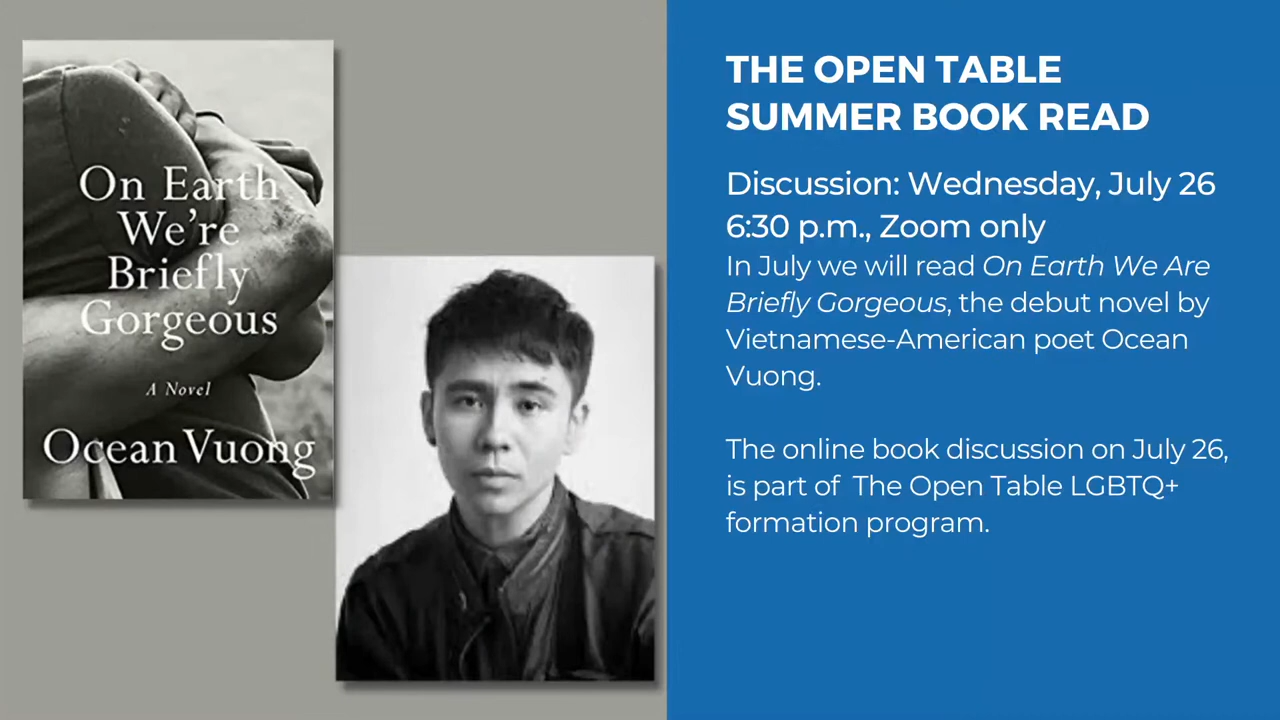 On Earth
We're
Briefly
Gorgeous
A Novel
Ocean Vuong
THE OPEN TABLE
SUMMER BOOK READ
Discussion: Wednesday, July 26
6:30 p.m., Zoom only
In July we will read On Earth We Are
Briefly Gorgeous, the debut novel by
Vietnamese-American poet Ocean
Vuong.
The online book discussion on July 26,
is part of  The Open Table LGBTQ+
formation program.